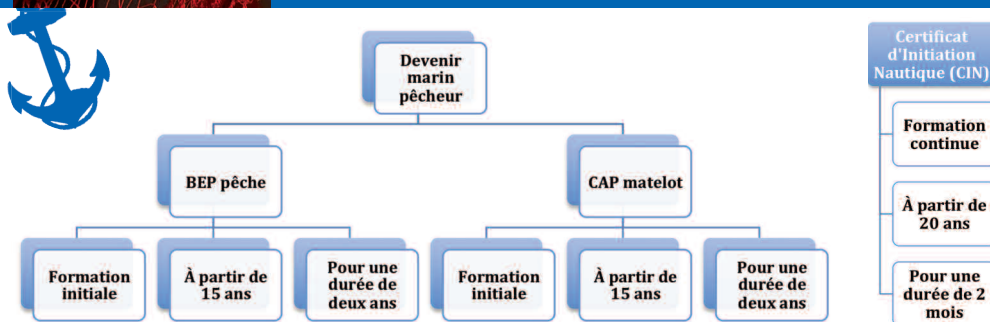 Devenir
marin
pêcheur
BEP pêche
CAP matelot
Formation
initiale
À partir de
15 ans
Pour une
durée de
deux ans
Formation
initiale
À partir de
15 ans
Pour une
durée de
deux ans
Certificat
d'Initiation
Nautique (CIN)
Formation
continue
À partir de
20 ans
Pour une
durée de 2
mois